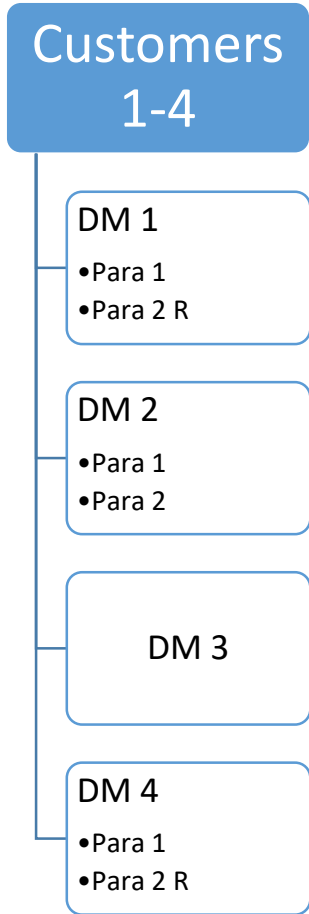 Customers
1-4
DM 1
•Para 1
•Para 2 R
DM 2
•Para 1
•Para 2
DM 3
DM 4
•Para 1
•Para 2 R